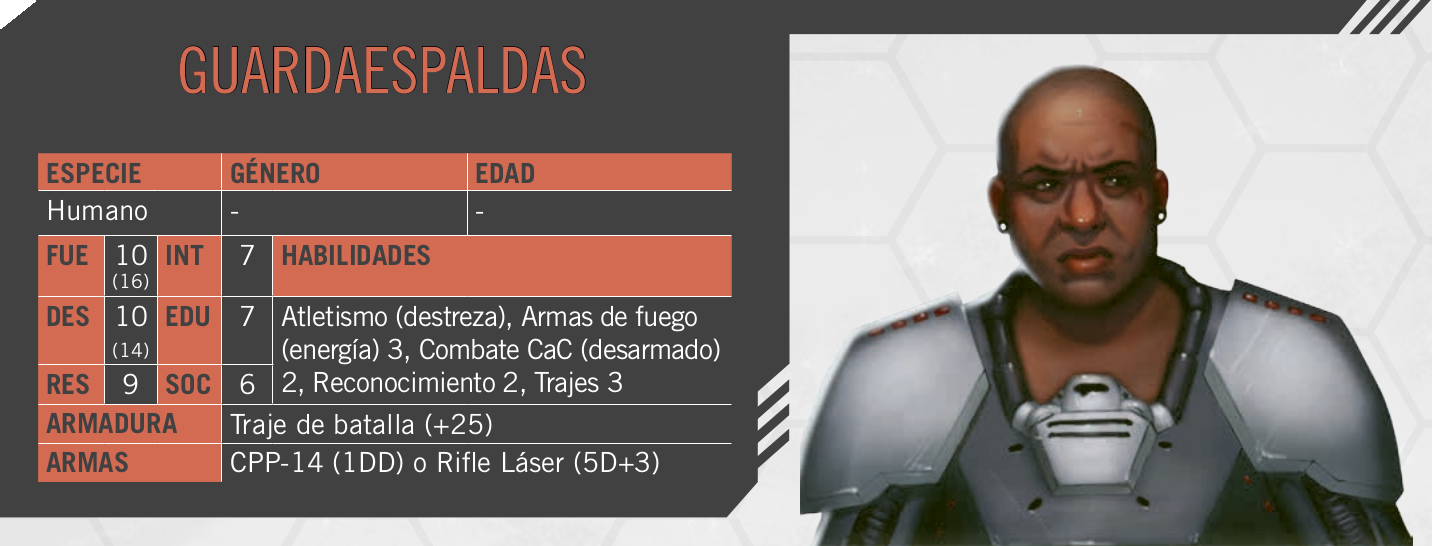 GUARDAESPALDAS
ESPECIE GÉNERO EDAD
Humano - -
FUE 10 (16) INT 7 HABILIDADES
DES 10 (14) EDU 7 Atletismo (destreza), Armas de fuego
(energía) 3, Combate CaC (desarmado)
RES 9 SOC 6 2, Reconocimiento 2, Trajes 3
ARMADURA Traje de batalla (+25)
ARMAS CPP-14 (1DD) o Rifle Láser (5D+3)